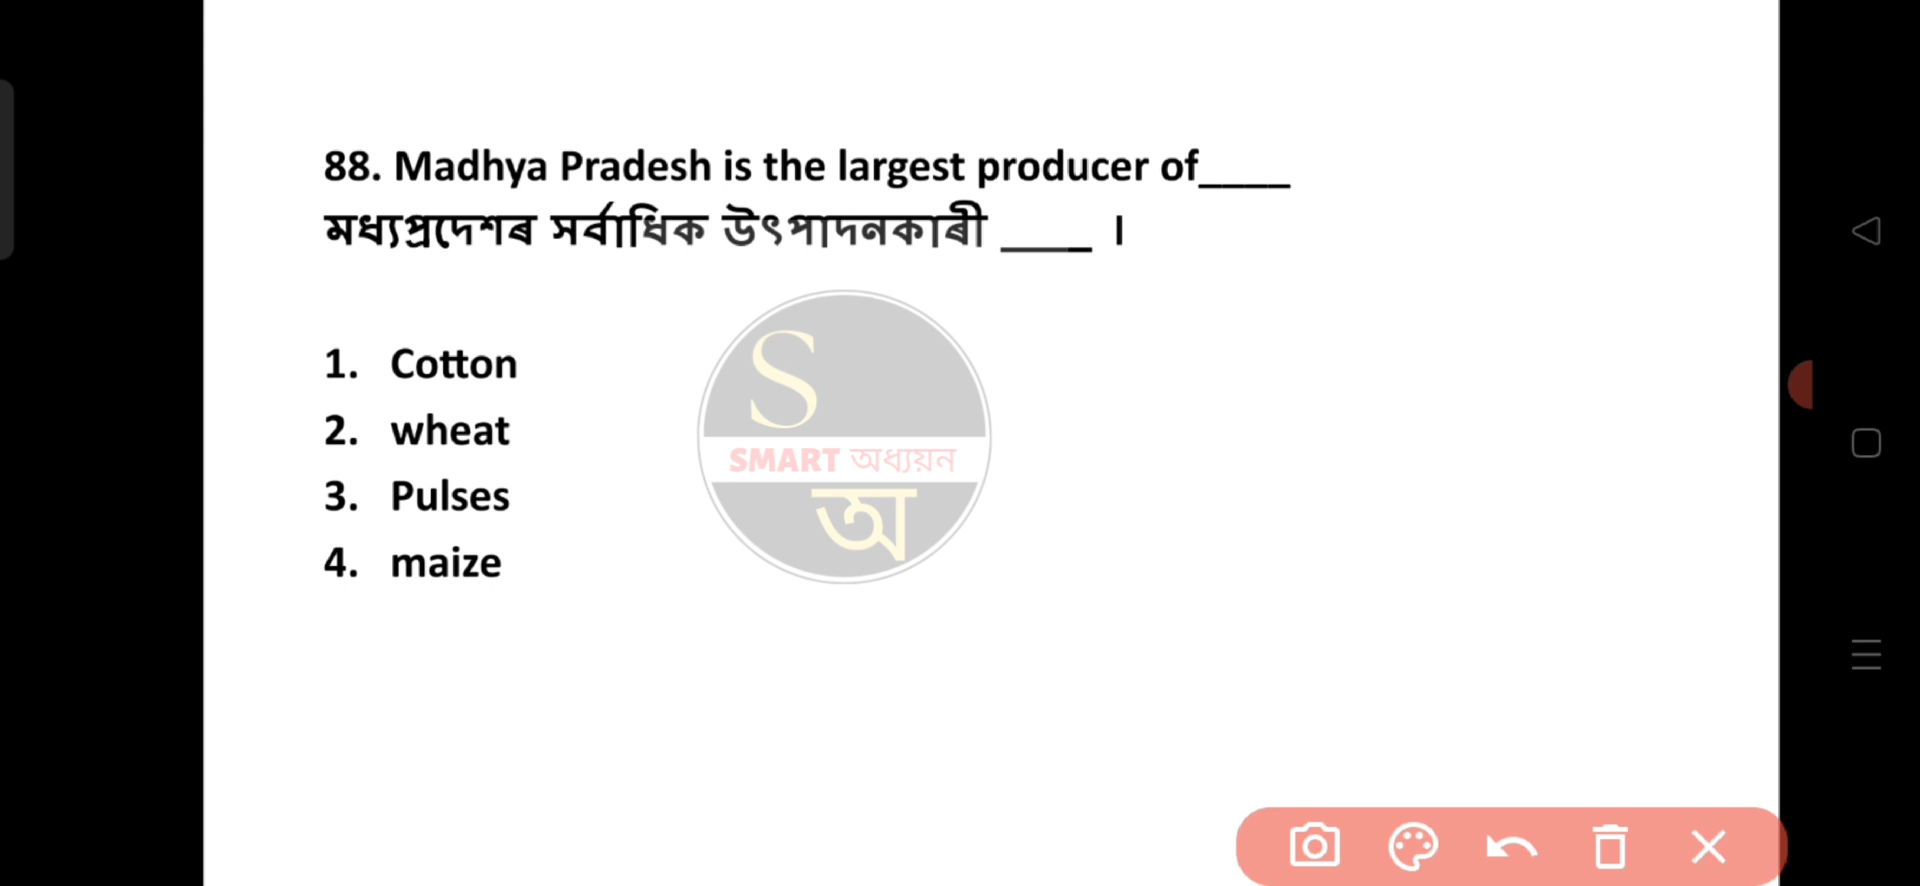 88. Madhya Pradesh is the largest producer of____
মধ্যপ্ৰদেশৰ সৰ্বাধিক উৎপাদনকাৰী ____ ।
1. Cotton
2. wheat
3. Pulses
4. maize
S
SMART অধ্যয়ন
অ